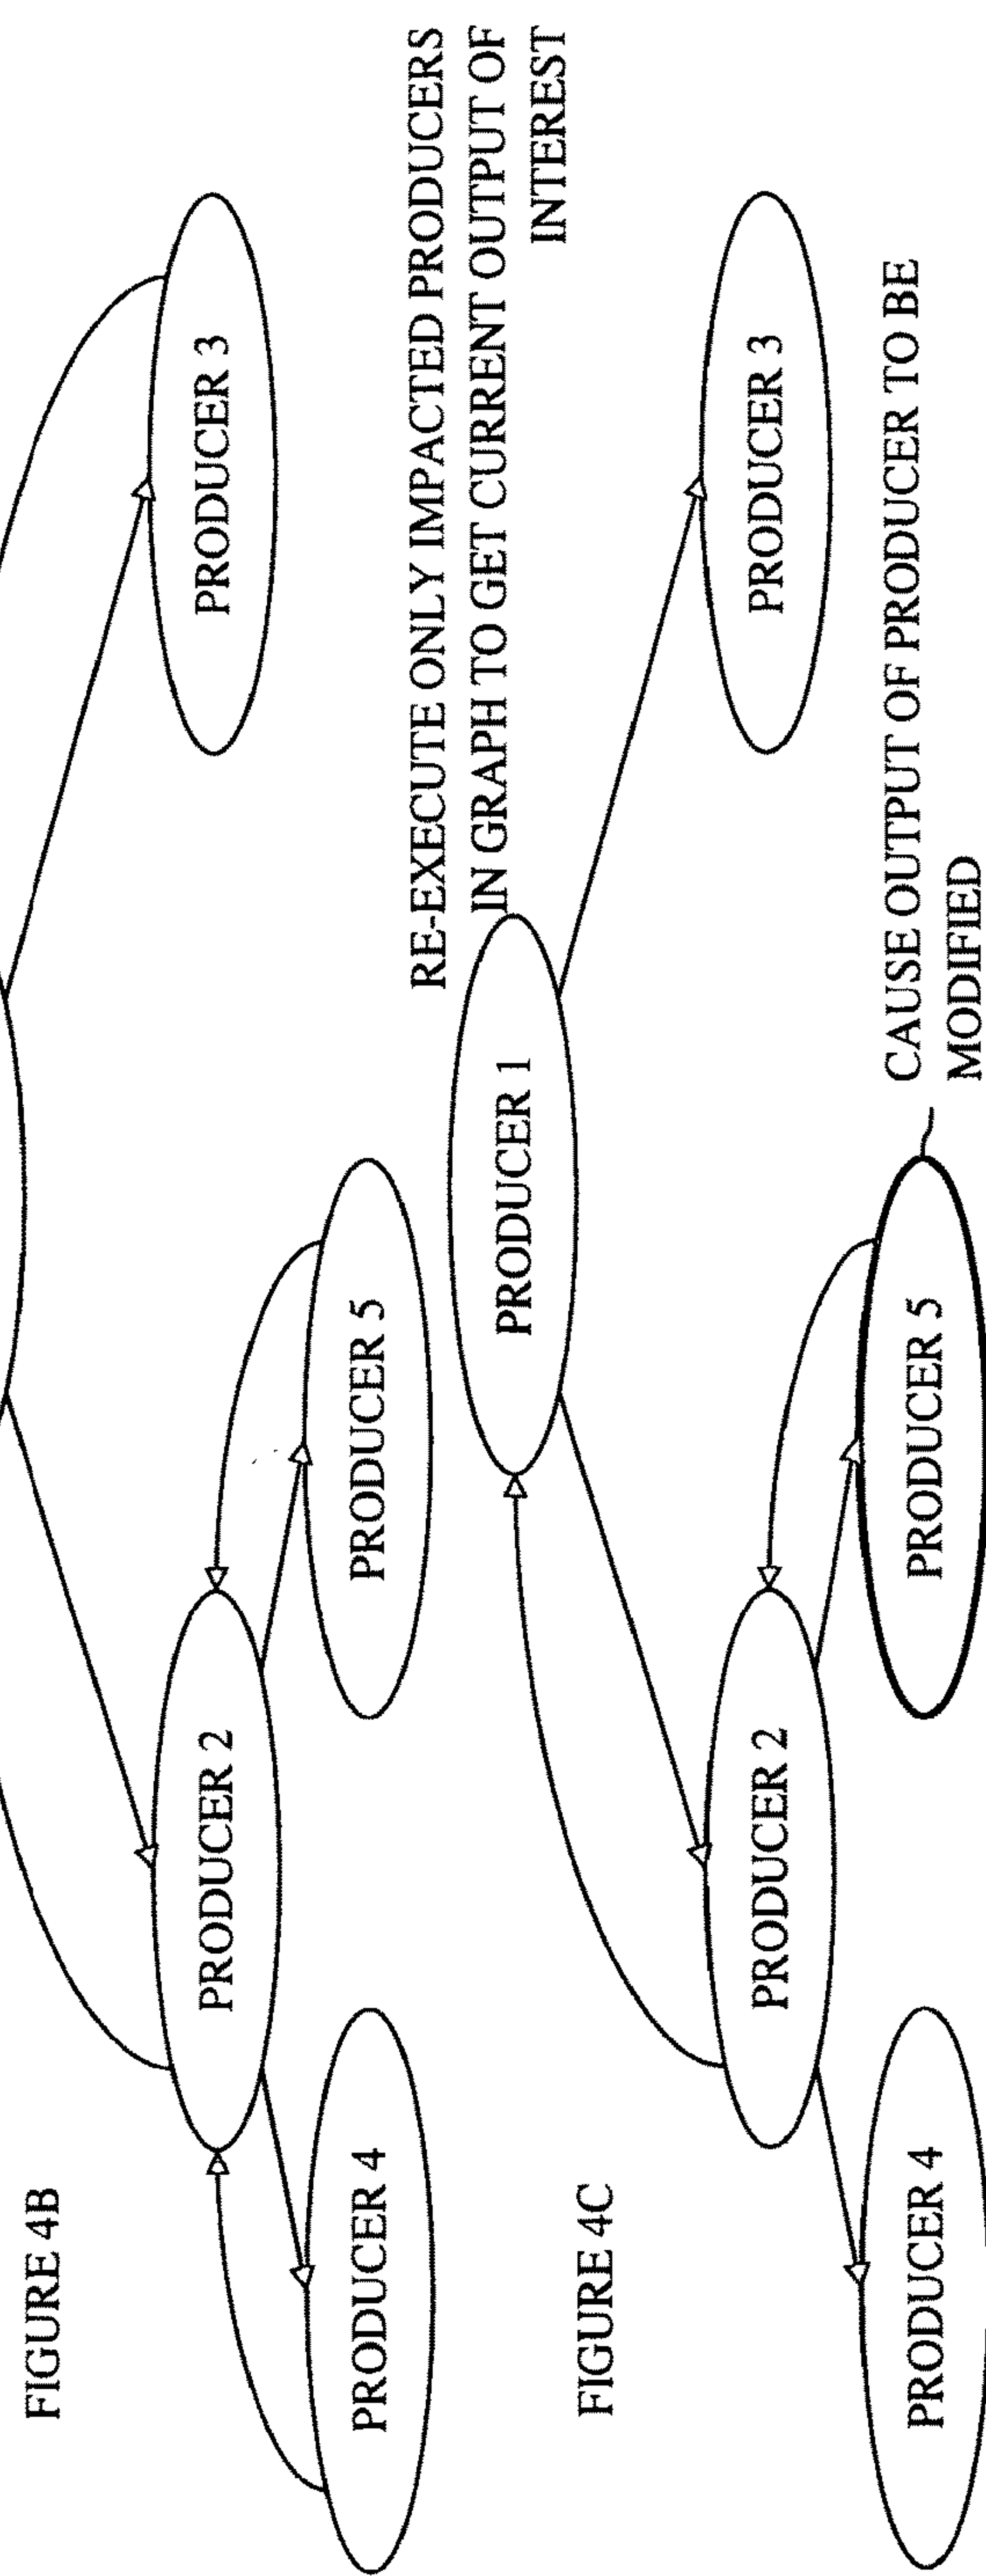 FIGURE 4B
PRODUCER 2
PRODUCER 3
PRODUCER 4
PRODUCER 5
FIGURE 4C
RE-EXECUTE ONLY IMPACTED PRODUCERS
IN GRAPH TO GET CURRENT OUTPUT OF
INTEREST
PRODUCER 1
PRODUCER 2
PRODUCER 3
PRODUCER 4
PRODUCER 5
CAUSE OUTPUT OF PRODUCER TO BE
MODIFIED